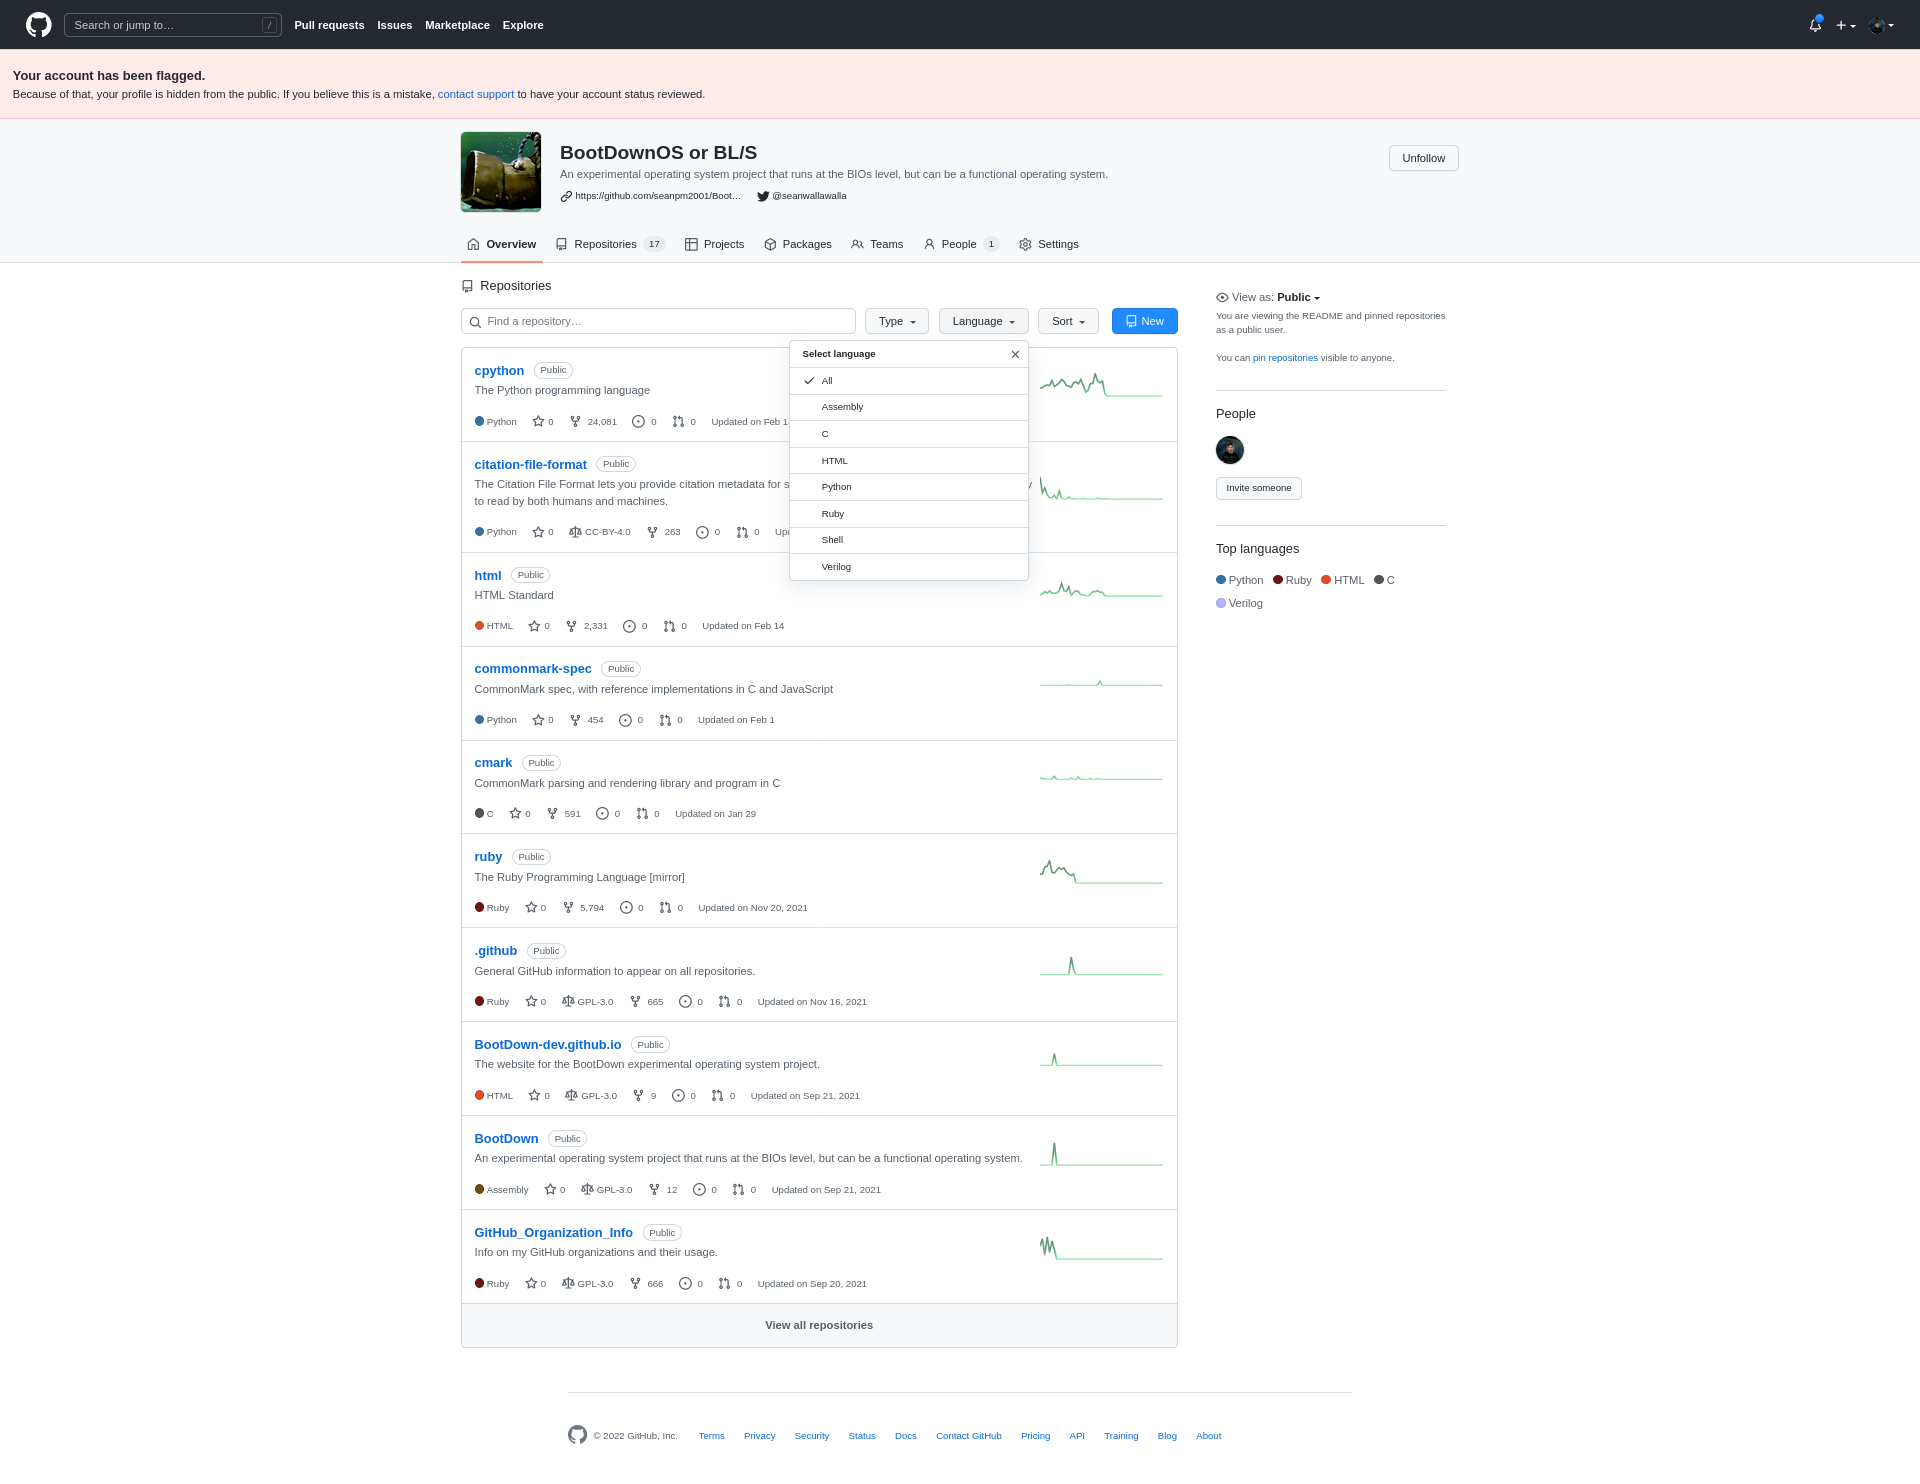 Search or jump to… /
Pull requests Issues Marketplace Explore
Your account has been flagged.
Because of that, your profile is hidden from the public. If you believe this is a mistake, contact support to have your account status reviewed.
BootDownOS or BL/S
An experimental operating system project that runs at the BIOs level, but can be a functional operating system.
https://github.com/seanpm2001/Boot… @seanwallawalla
Unfollow
Overview Repositories 17 Projects Packages Teams People 1 Settings
Repositories
Find a repository… Type Language Sort New
Select language
All
Assembly
C
HTML
Python
Ruby
Shell
Verilog
cpython Public
The Python programming language
Python 0 24,081 0 0 Updated on Feb 1
citation-file-format Public
The Citation File Format lets you provide citation metadata for s y
to read by both humans and machines.
Python 0 CC-BY-4.0 263 0 0 Up
html Public
HTML Standard
HTML 0 2,331 0 0 Updated on Feb 14
commonmark-spec Public
CommonMark spec, with reference implementations in C and JavaScript
Python 0 454 0 0 Updated on Feb 1
cmark Public
CommonMark parsing and rendering library and program in C
C 0 591 0 0 Updated on Jan 29
ruby Public
The Ruby Programming Language [mirror]
Ruby 0 5,794 0 0 Updated on Nov 20, 2021
.github Public
General GitHub information to appear on all repositories.
Ruby 0 GPL-3.0 665 0 0 Updated on Nov 16, 2021
BootDown-dev.github.io Public
The website for the BootDown experimental operating system project.
HTML 0 GPL-3.0 9 0 0 Updated on Sep 21, 2021
BootDown Public
An experimental operating system project that runs at the BIOs level, but can be a functional operating system.
Assembly 0 GPL-3.0 12 0 0 Updated on Sep 21, 2021
GitHub_Organization_Info Public
Info on my GitHub organizations and their usage.
Ruby 0 GPL-3.0 666 0 0 Updated on Sep 20, 2021
View all repositories
View as: Public
You are viewing the README and pinned repositories
as a public user.
You can pin repositories visible to anyone.
People
Invite someone
Top languages
Python Ruby HTML C
Verilog
© 2022 GitHub, Inc. Terms Privacy Security Status Docs Contact GitHub Pricing API Training Blog About